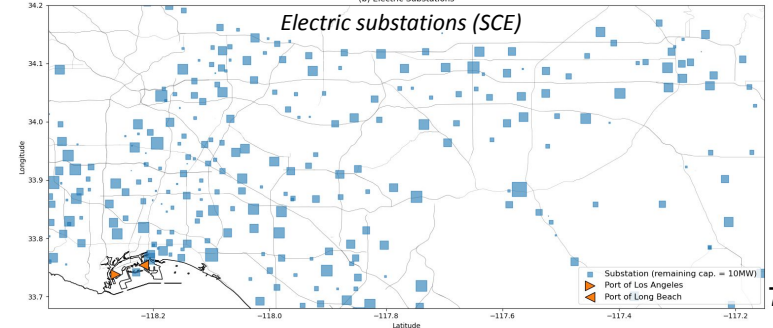 (b) Electric Substations
Electric substations (SCE)
34.2
34.1
34.0
33.9
33.8
33.7
Longitude
−118.2
−118.0
−117.8
−117.6
−117.4
−117.2
Latitude
Substation (remaining cap. = 10MW)
Port of Los Angeles
Port of Long Beach